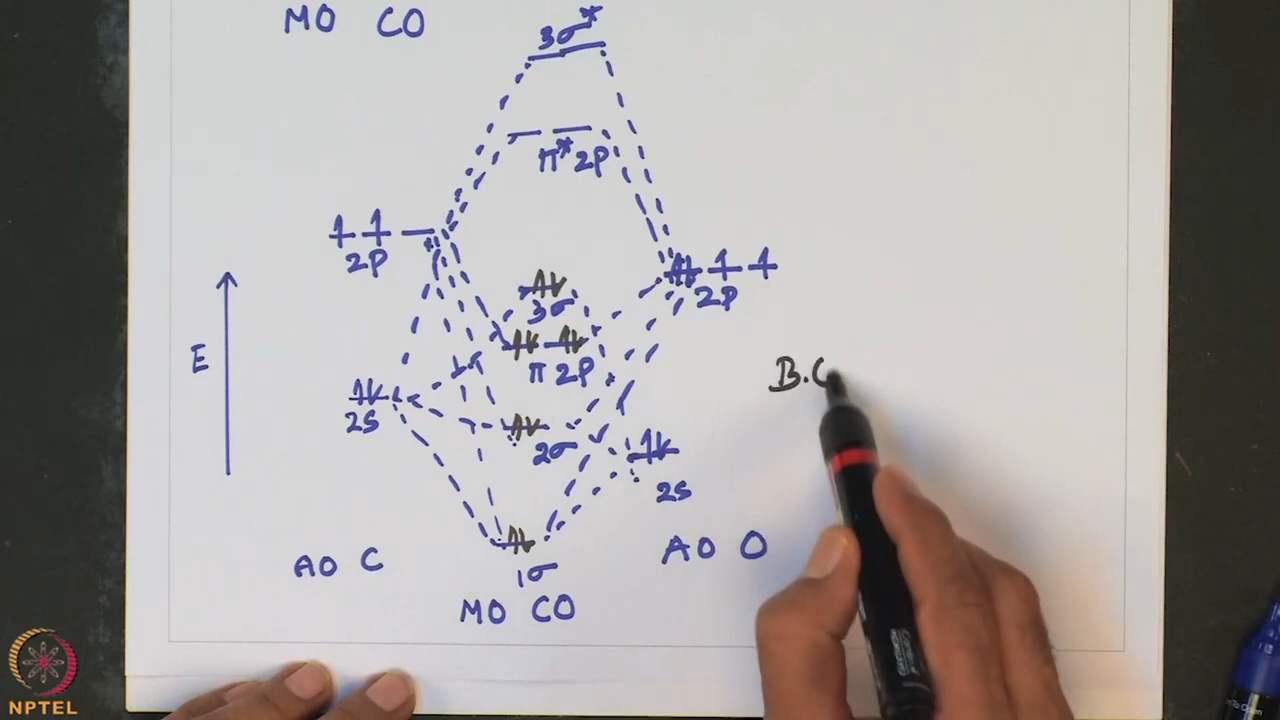 MO CO
3σ*
π*2p
2p
2p
3σ
π 2p
E
2s
2σ
2s
B.C
AO C
AO O
1σ
MO CO
NPTEL